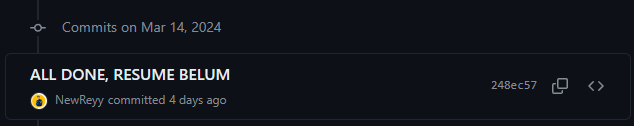 Commits on Mar 14, 2024
ALL DONE, RESUME BELUM
248ec57
NewReyy committed 4 days ago